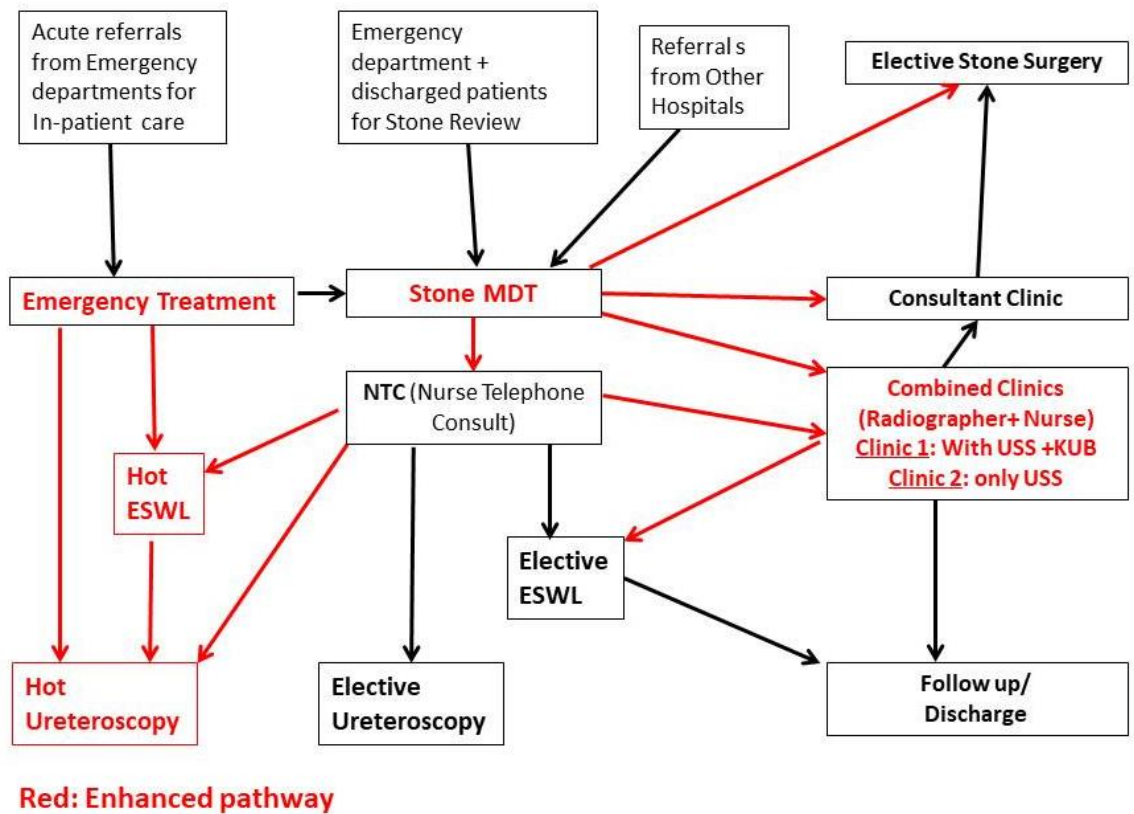 Acute referrals
from Emergency
departments for
In-patient care
Emergency
department +
discharged patients
for Stone Review
Referral s
from Other
Hospitals
Elective Stone Surgery
Emergency Treatment
Stone MDT
Consultant Clinic
NTC (Nurse Telephone
Consult)
Combined Clinics
(Radiographer+ Nurse)
Clinic 1: With USS +KUB
Clinic 2: only USS
Hot
ESWL
Elective
ESWL
Hot
Ureteroscopy
Elective
Ureteroscopy
Follow up/
Discharge
Red: Enhanced pathway